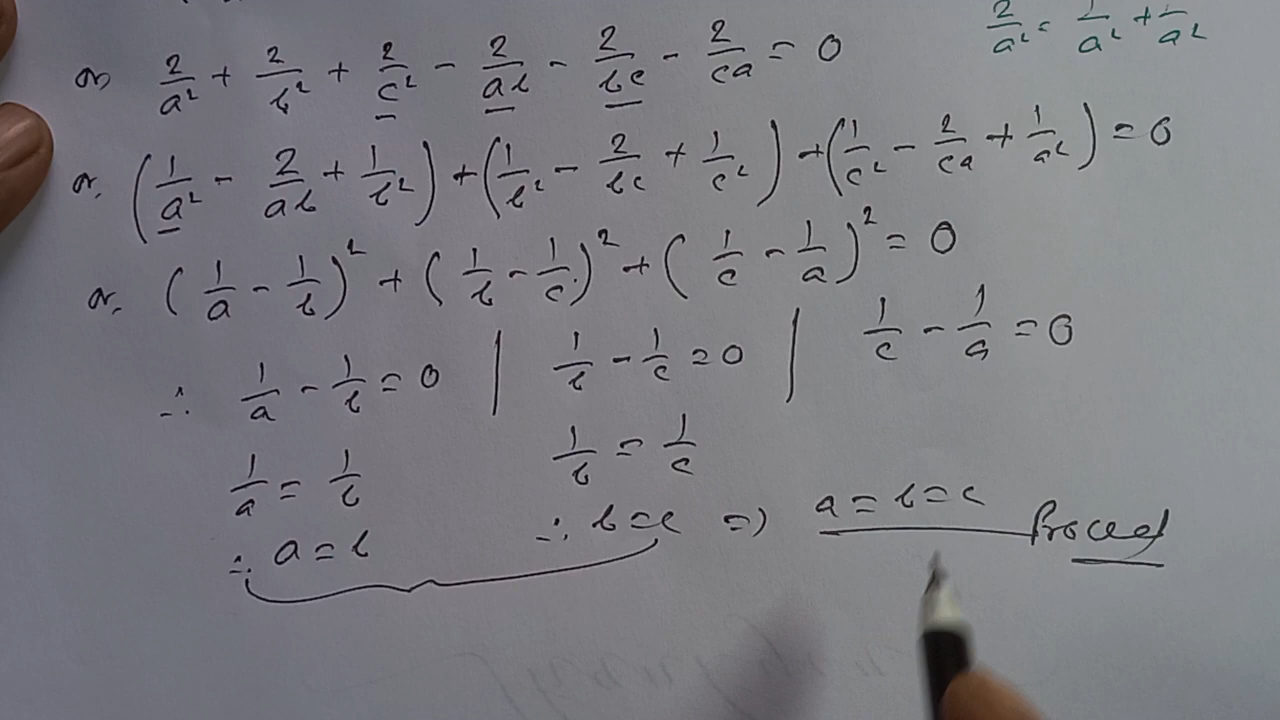 2/a² = 1/a² + 1/a²
or 2/a² + 2/b² + 2/c² - 2/ab - 2/bc - 2/ca = 0
or, (1/a² - 2/ab + 1/b²) + (1/b² - 2/bc + 1/c²) + (1/c² - 2/ca + 1/a²) = 0
or, (1/a - 1/b)² + (1/b - 1/c)² + (1/c - 1/a)² = 0
∴ 1/a - 1/b = 0 | 1/b - 1/c = 0 | 1/c - 1/a = 0
1/a = 1/b 1/b = 1/c
∴ a = b ∴ b = c => a = b = c Proved